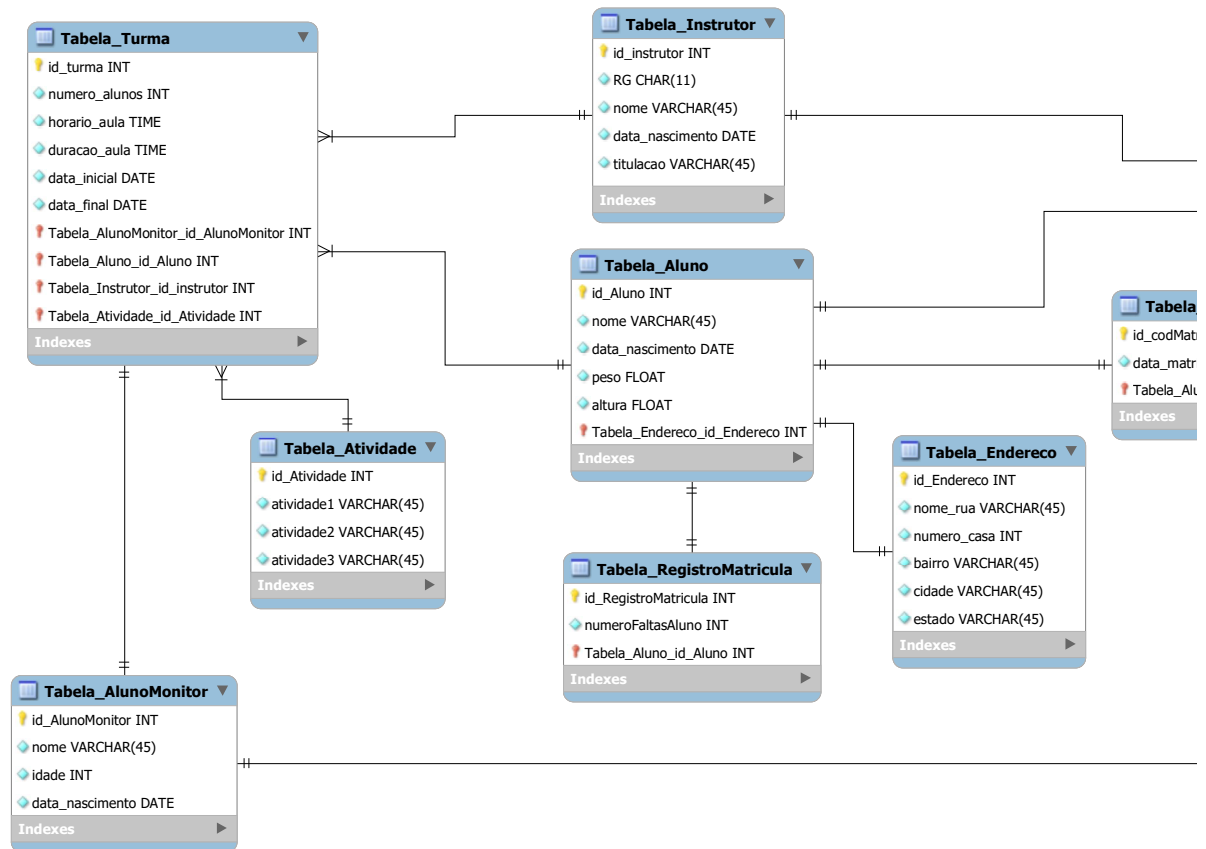 Tabela_Turma
id_turma INT
numero_alunos INT
horario_aula TIME
duracao_aula TIME
data_inicial DATE
data_final DATE
Tabela_AlunoMonitor_id_AlunoMonitor INT
Tabela_Aluno_id_Aluno INT
Tabela_Instrutor_id_instrutor INT
Tabela_Atividade_id_Atividade INT
Indexes
Tabela_Instrutor
id_instrutor INT
RG CHAR(11)
nome VARCHAR(45)
data_nascimento DATE
titulacao VARCHAR(45)
Indexes
Tabela_Aluno
id_Aluno INT
nome VARCHAR(45)
data_nascimento DATE
peso FLOAT
altura FLOAT
Tabela_Endereco_id_Endereco INT
Indexes
Tabela_
id_codMatr
data_matr
Tabela_Alu
Indexes
Tabela_Atividade
id_Atividade INT
atividade1 VARCHAR(45)
atividade2 VARCHAR(45)
atividade3 VARCHAR(45)
Indexes
Tabela_Endereco
id_Endereco INT
nome_rua VARCHAR(45)
numero_casa INT
bairro VARCHAR(45)
cidade VARCHAR(45)
estado VARCHAR(45)
Indexes
Tabela_RegistroMatricula
id_RegistroMatricula INT
numeroFaltasAluno INT
Tabela_Aluno_id_Aluno INT
Indexes
Tabela_AlunoMonitor
id_AlunoMonitor INT
nome VARCHAR(45)
idade INT
data_nascimento DATE
Indexes